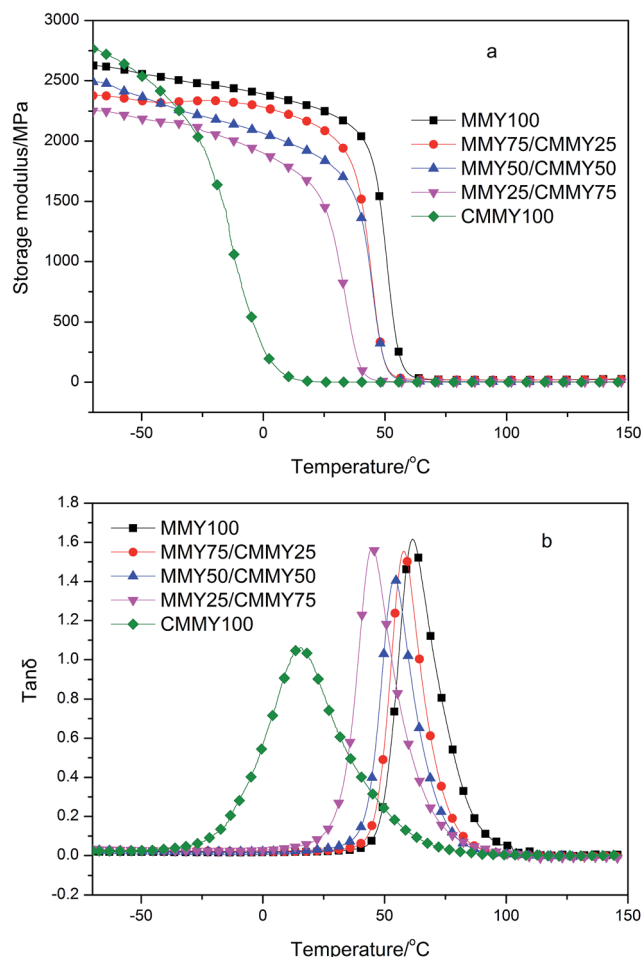 a
3000
2500
2000
1500
1000
500
0
Storage modulus/MPa
MMY100
MMY75/CMMY25
MMY50/CMMY50
MMY25/CMMY75
CMMY100
-50 0 50 100 150
Temperature/°C
b
1.8
1.6
1.4
1.2
1.0
0.8
0.6
0.4
0.2
0.0
-0.2
Tanδ
MMY100
MMY75/CMMY25
MMY50/CMMY50
MMY25/CMMY75
CMMY100
-50 0 50 100 150
Temperature/°C